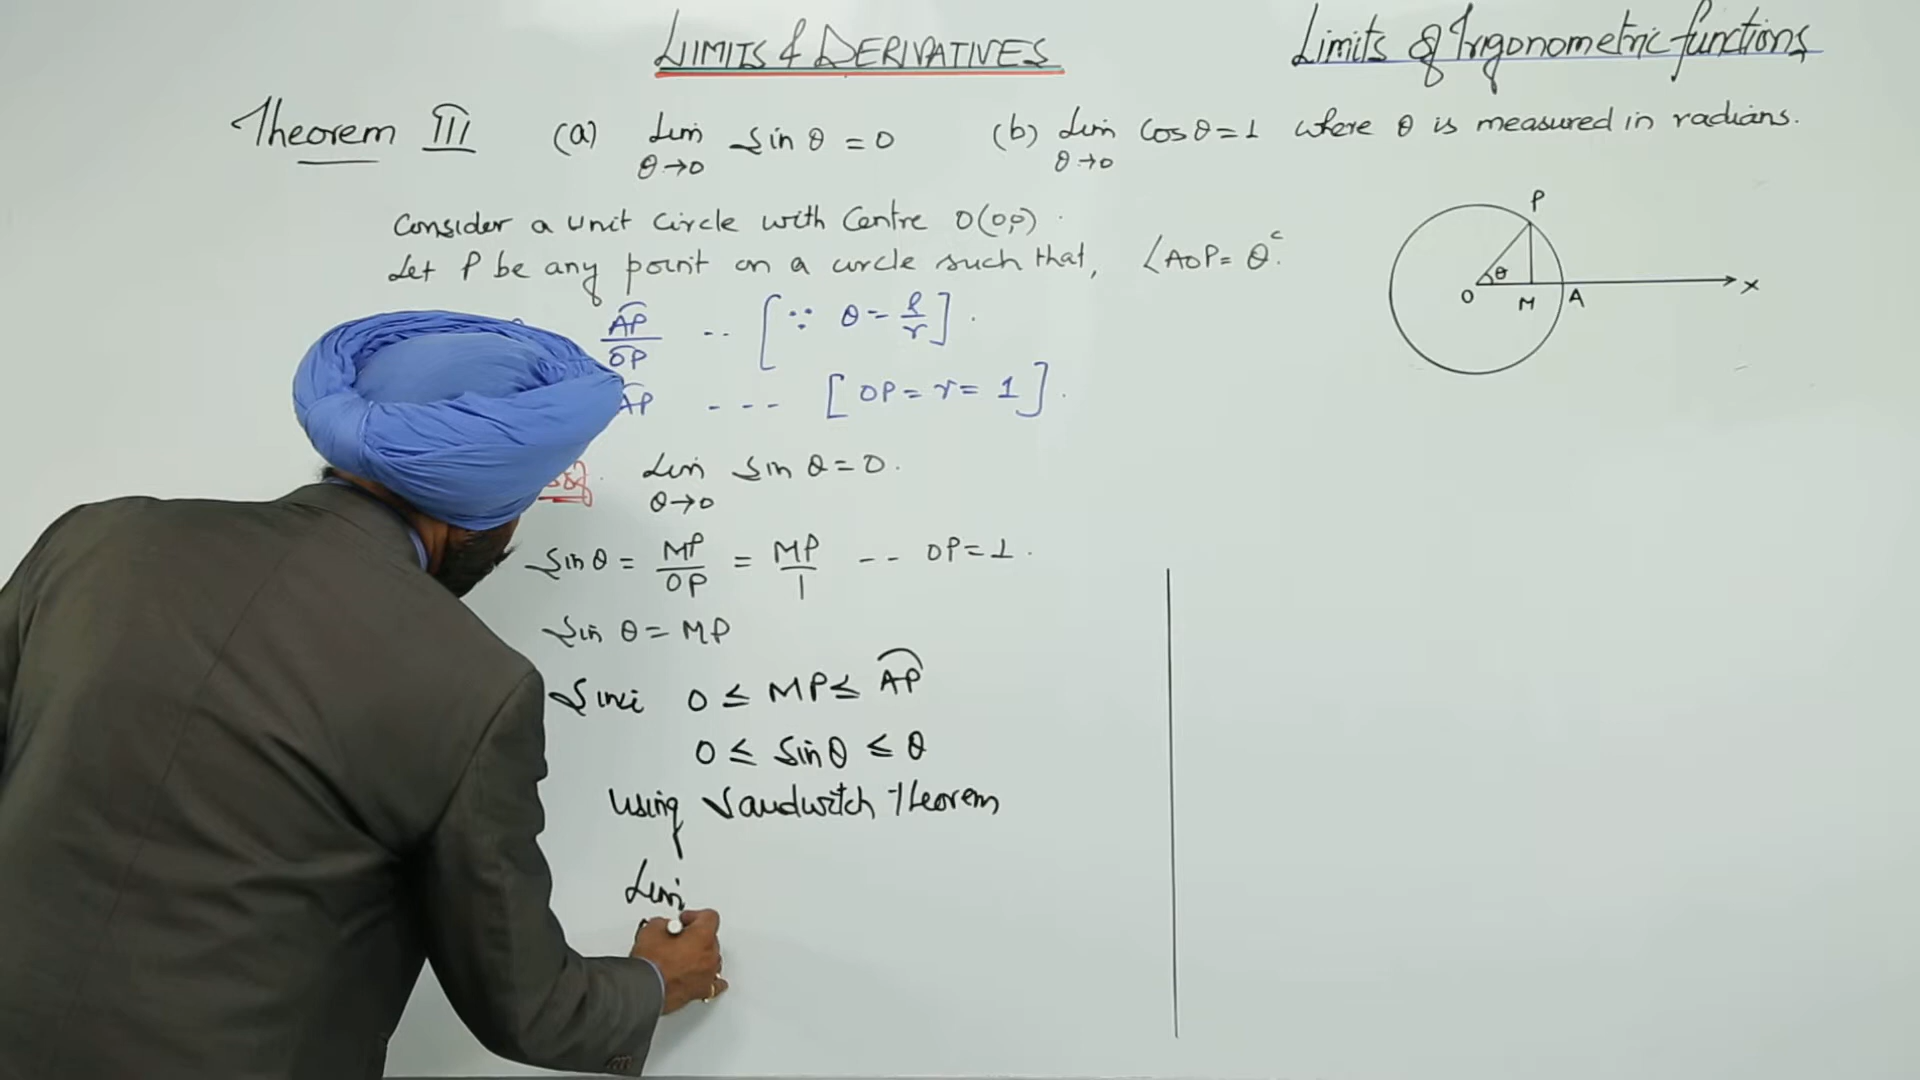 LIIMITS & DERIVATIVES
Limits of Trigonometric functions
Theorem III (a) Lim θ→0 Sin θ = 0 (b) Lim θ→0 Cos θ = 1 where θ is measured in radians.
Consider a unit Circle with Centre O(0,0).
Let P be any point on a circle such that, ∠AOP = θᶜ.
⌒AP / OP -- [∵ θ = l/r].
⌒AP --- [OP = r = 1].
Lim θ→0 Sin θ = 0.
Sin θ = MP/OP = MP/1 -- OP = 1.
Sin θ = MP
Since 0 ≤ MP ≤ ⌒AP
0 ≤ Sin θ ≤ θ
Using Sandwitch Theorem
Lim
P
θ
O M A X